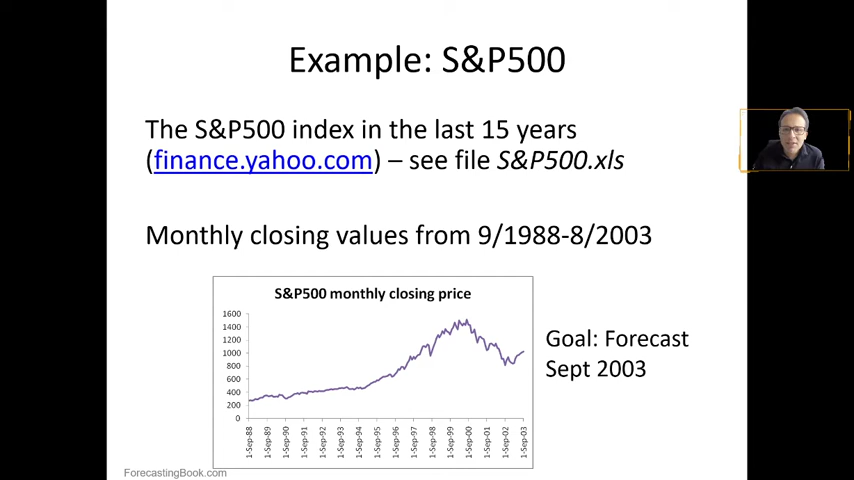 Example: S&P500
The S&P500 index in the last 15 years
(finance.yahoo.com) – see file S&P500.xls
Monthly closing values from 9/1988-8/2003
S&P500 monthly closing price
1600
1400
1200
1000
800
600
400
200
0
1-Sep-88
1-Sep-89
1-Sep-90
1-Sep-91
1-Sep-92
1-Sep-93
1-Sep-94
1-Sep-95
1-Sep-96
1-Sep-97
1-Sep-98
1-Sep-99
1-Sep-00
1-Sep-01
1-Sep-02
1-Sep-03
Goal: Forecast
Sept 2003
ForecastingBook.com